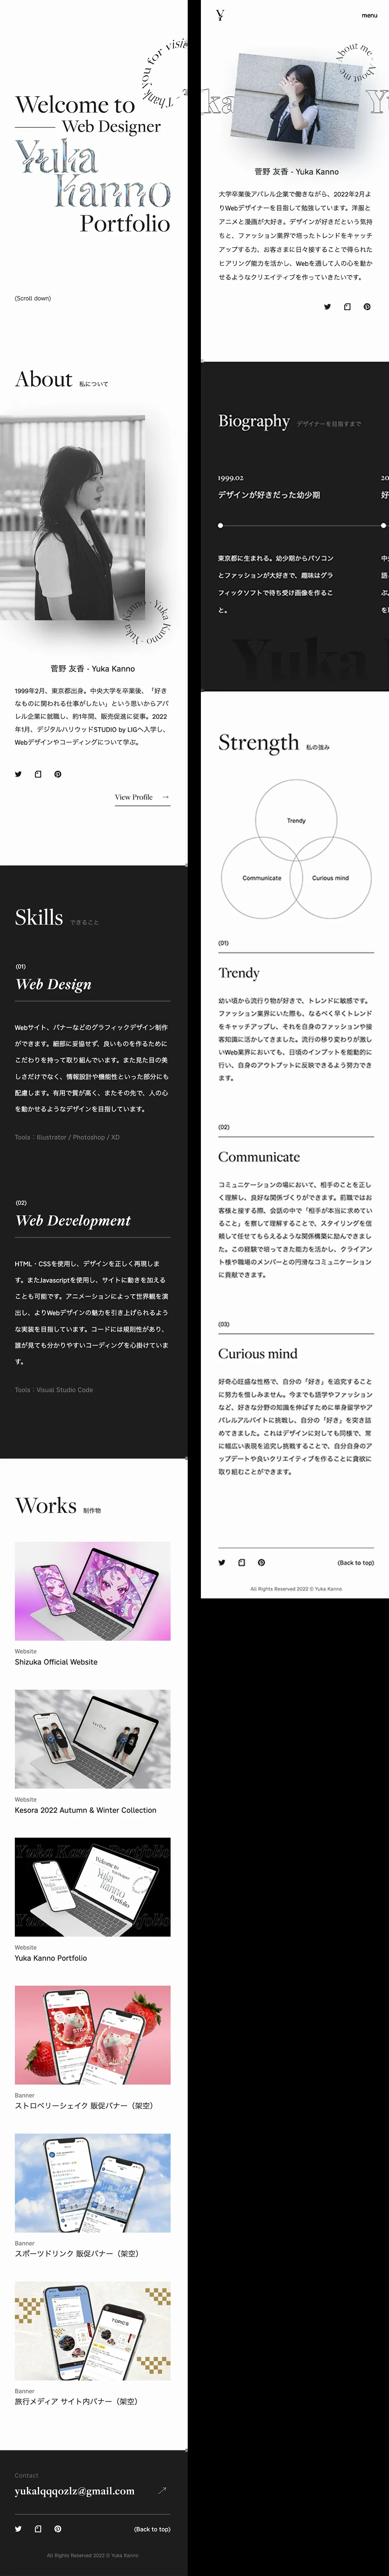 Thank you for visit
Welcome to
Web Designer
Yuka
Kanno
Portfolio
(Scroll down)
About 私について
Yuka Kanno - Yuka Kanno -
菅野 友香 - Yuka Kanno
1999年2月、東京都出身。中央大学を卒業後、「好き
なものに関われる仕事がしたい」という思いからアパ
レル企業に就職し、約1年間、販売促進に従事。2022
年1月、デジタルハリウッドSTUDIO by LIGへ入学し、
Webデザインやコーディングについて学ぶ。
View Profile →
Skills できること
(01)
Web Design
Webサイト、バナーなどのグラフィックデザイン制作
ができます。細部に妥協せず、良いものを作るために
こだわりを持って取り組んでいます。また見た目の美
しさだけでなく、情報設計や機能性といった部分にも
配慮します。有用で質が高く、またその先で、人の心
を動かせるようなデザインを目指しています。
Tools : Illustrator / Photoshop / XD
(02)
Web Development
HTML・CSSを使用し、デザインを正しく再現しま
す。またJavascriptを使用し、サイトに動きを加える
ことも可能です。アニメーションによって世界観を演
出し、よりWebデザインの魅力を引き上げられるよう
な実装を目指しています。コードには規則性があり、
誰が見ても分かりやすいコーディングを心掛けていま
す。
Tools : Visual Studio Code
Works 制作物
Website
Shizuka Official Website
Website
Kesora 2022 Autumn & Winter Collection
Website
Yuka Kanno Portfolio
Banner
ストロベリーシェイク 販促バナー（架空）
Banner
スポーツドリンク 販促バナー（架空）
TOPICS
Banner
旅行メディア サイト内バナー（架空）
Contact
yukalqqqozlz@gmail.com
(Back to top)
All Rights Reserved 2022 © Yuka Kanno
menu
About me - About me -
菅野 友香 - Yuka Kanno
大学卒業後アパレル企業で働きながら、2022年2月よ
りWebデザイナーを目指して勉強しています。洋服と
アニメと漫画が大好き。デザインが好きだという気持
ちと、ファッション業界で培ったトレンドをキャッチ
アップする力、お客さまに日々接することで得られた
ヒアリング能力を活かし、Webを通して人の心を動か
せるようなクリエイティブを作っていきたいです。
Biography デザイナーを目指すまで
1999.02
デザインが好きだった幼少期
東京都に生まれる。幼少期からパソコン
とファッションが大好きで、趣味はグラ
フィックソフトで待ち受け画像を作るこ
と。
Yuka
Strength 私の強み
Trendy
Communicate
Curious mind
(01)
Trendy
幼い頃から流行り物が好きで、トレンドに敏感です。
ファッション業界にいた際も、なるべく早くトレンド
をキャッチアップし、それを自身のファッションや接
客知識に活かしてきました。流行の移り変わりが激し
いWeb業界においても、日頃のインプットを能動的に
行い、自身のアウトプットに反映できるよう努力でき
ます。
(02)
Communicate
コミュニケーションの場において、相手のことを正し
く理解し、良好な関係づくりができます。前職ではお
客様と接する際、会話の中で「相手が本当に求めてい
ること」を察して理解することで、スタイリングを信
頼して任せてもらえるような関係構築に励んできまし
た。この経験で培ってきた能力を活かし、クライアン
ト様や職場のメンバーとの円滑なコミュニケーション
に貢献できます。
(03)
Curious mind
好奇心旺盛な性格で、自分の「好き」を追究すること
に努力を惜しみません。今までも語学やファッション
など、好きな分野の知識を伸ばすために単身留学やア
パレルアルバイトに挑戦し、自分の「好き」を突き詰
めてきました。これはデザインに対しても同様で、常
に幅広い表現を追究し挑戦することで、自分自身のア
ップデートや良いクリエイティブを作ることに貪欲に
取り組むことができます。
(Back to top)
All Rights Reserved 2022 © Yuka Kanno